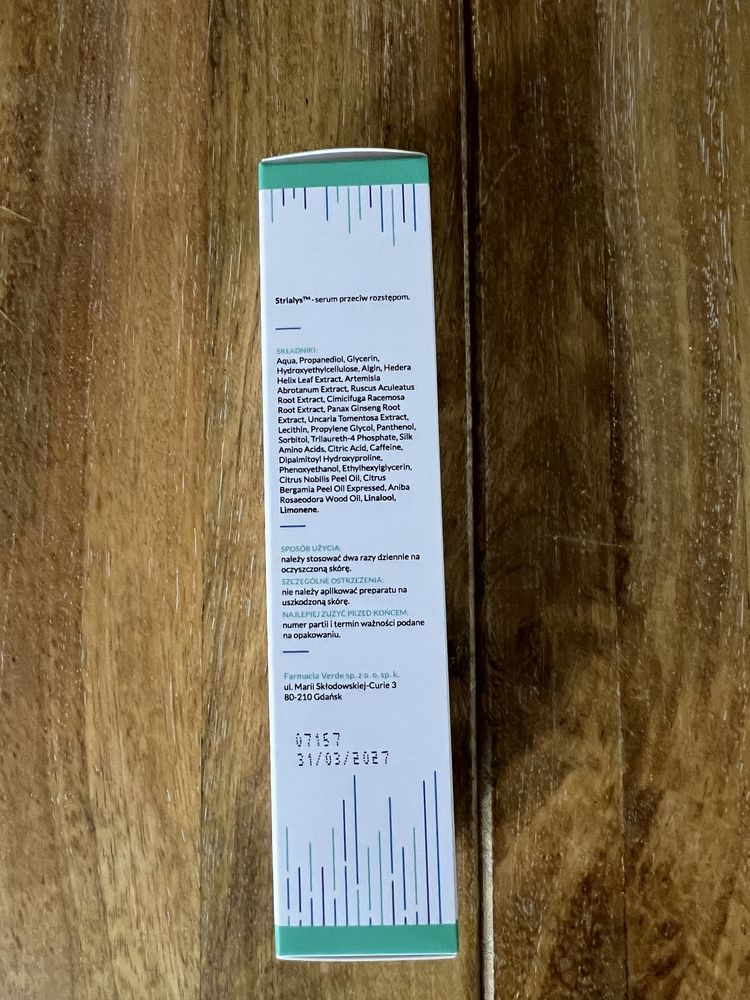 Strialys™ - serum przeciw rozstępom.
SKŁADNIKI:
Aqua, Propanediol, Glycerin,
Hydroxyethylcellulose, Algin, Hedera
Helix Leaf Extract, Artemisia
Abrotanum Extract, Ruscus Aculeatus
Root Extract, Cimicifuga Racemosa
Root Extract, Panax Ginseng Root
Extract, Uncaria Tomentosa Extract,
Lecithin, Propylene Glycol, Panthenol,
Sorbitol, Trilaureth-4 Phosphate, Silk
Amino Acids, Citric Acid, Caffeine,
Dipalmitoyl Hydroxyproline,
Phenoxyethanol, Ethylhexylglycerin,
Citrus Nobilis Peel Oil, Citrus
Bergamia Peel Oil Expressed, Aniba
Rosaeodora Wood Oil, Linalool,
Limonene.
SPOSÓB UŻYCIA:
należy stosować dwa razy dziennie na
oczyszczoną skórę.
SZCZEGÓLNE OSTRZEŻENIA:
nie należy aplikować preparatu na
uszkodzoną skórę.
NAJLEPIEJ ZUŻYĆ PRZED KOŃCEM:
numer partii i termin ważności podane
na opakowaniu.
Farmacia Verde sp. z o. o. sp. k.
ul. Marii Skłodowskiej-Curie 3
80-210 Gdańsk
07157
31/03/2027